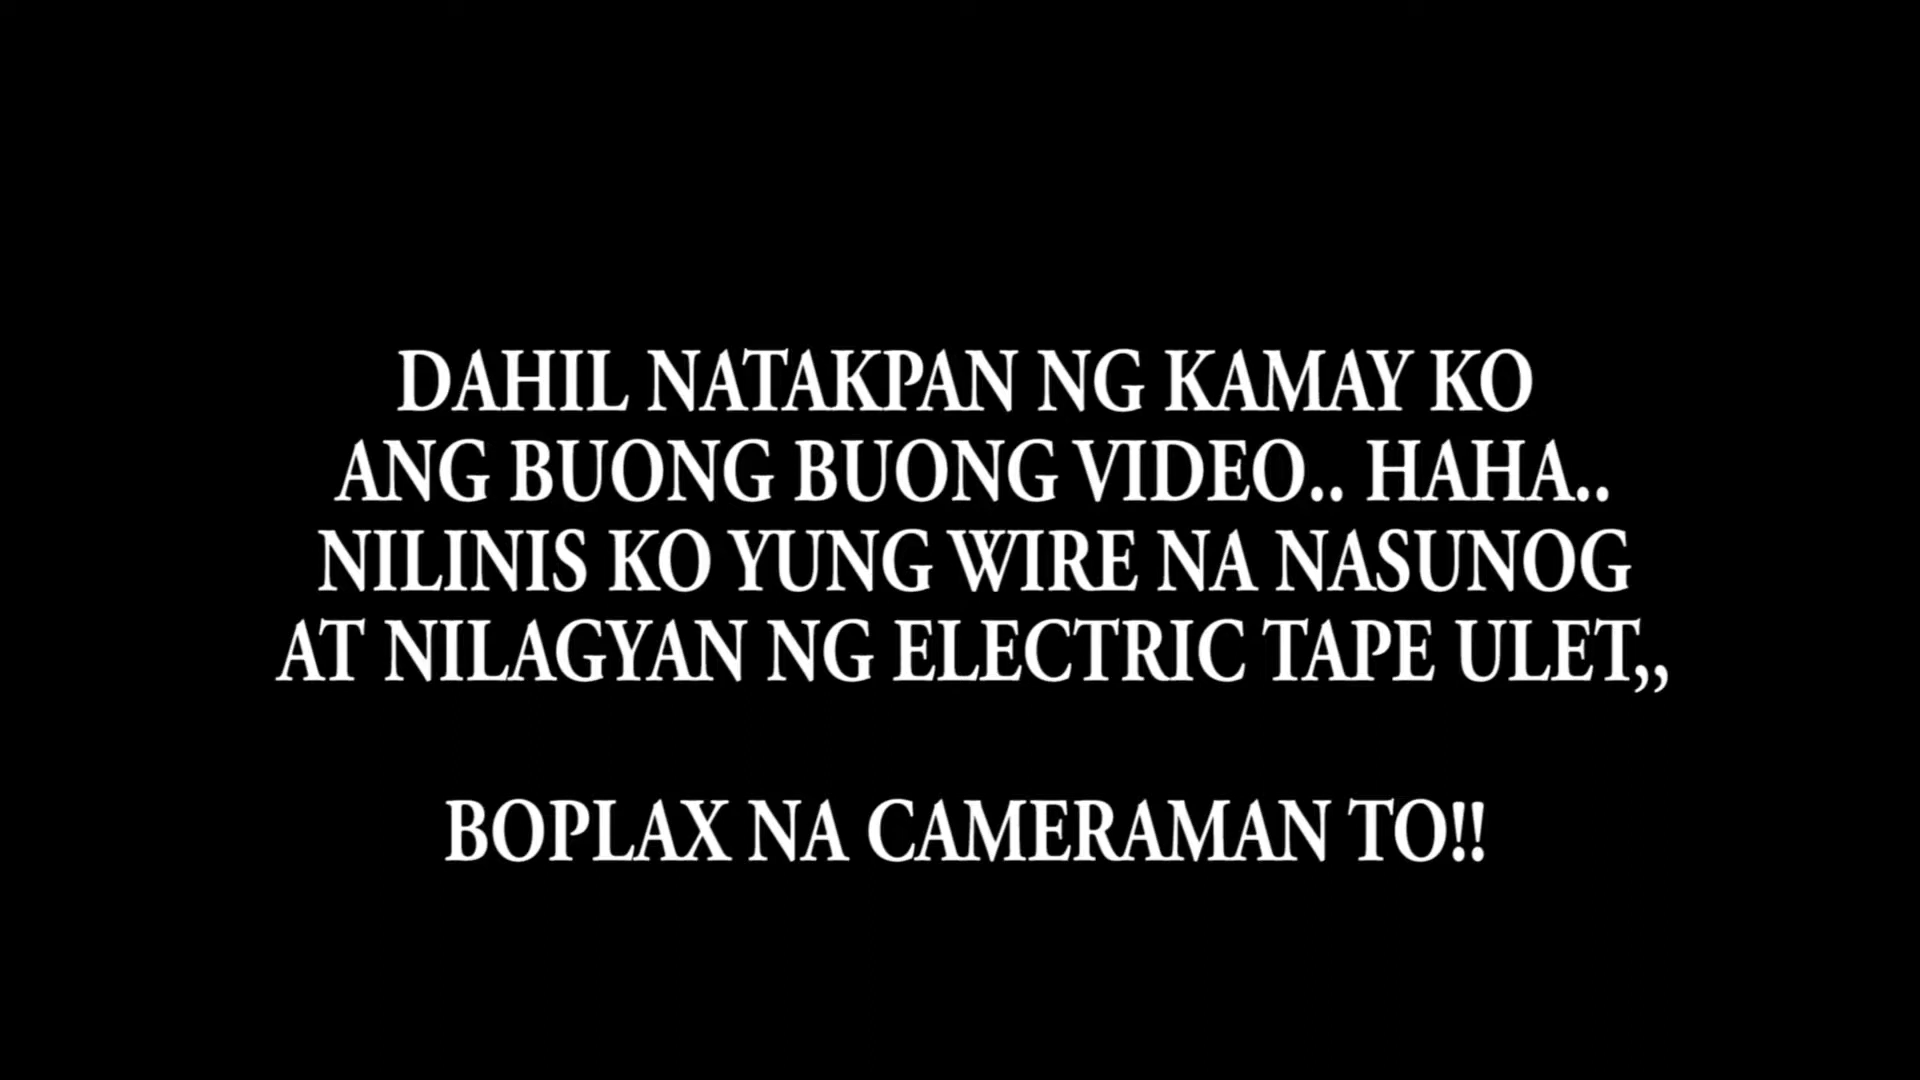 DAHIL NATAKPAN NG KAMAY KO
ANG BUONG BUONG VIDEO.. HAHA..
NILINIS KO YUNG WIRE NA NASUNOG
AT NILAGYAN NG ELECTRIC TAPE ULET,,
BOPLAX NA CAMERAMAN TO!!